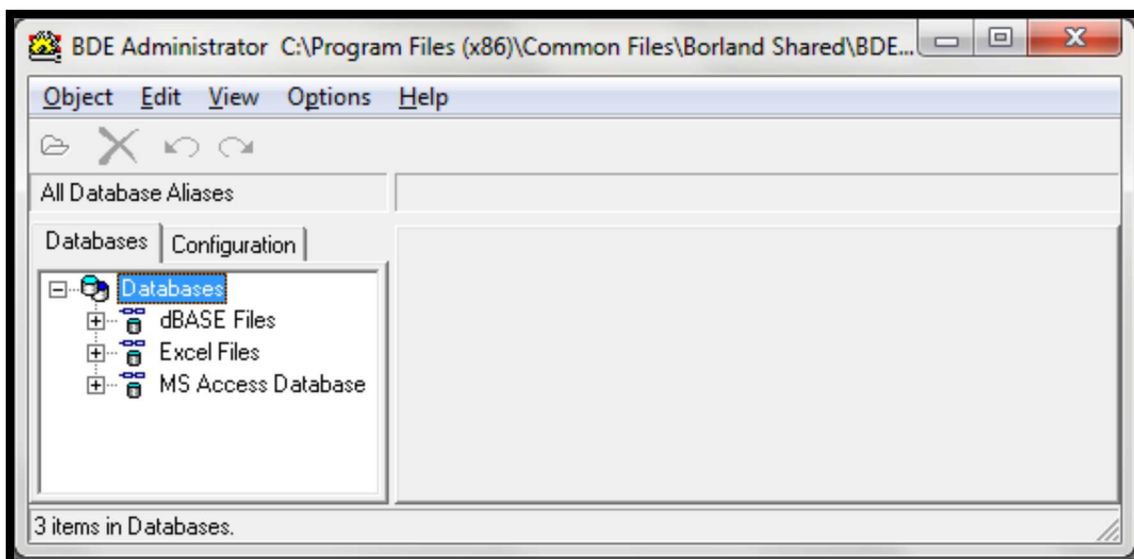 BDE Administrator C:\Program Files (x86)\Common Files\Borland Shared\BDE...
Object Edit View Options Help
All Database Aliases
Databases Configuration
Databases
dBASE Files
Excel Files
MS Access Database
3 items in Databases.